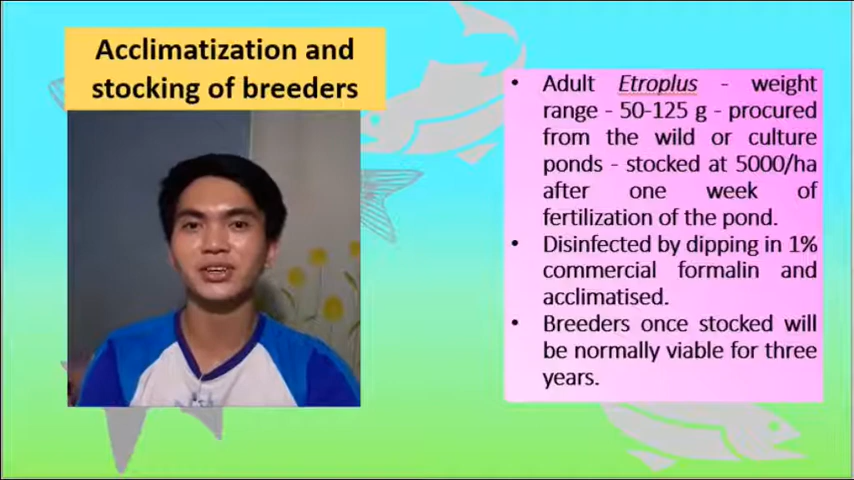 Acclimatization and
stocking of breeders
• Adult Etroplus - weight
range - 50-125 g - procured
from the wild or culture
ponds - stocked at 5000/ha
after one week of
fertilization of the pond.
• Disinfected by dipping in 1%
commercial formalin and
acclimatised.
• Breeders once stocked will
be normally viable for three
years.